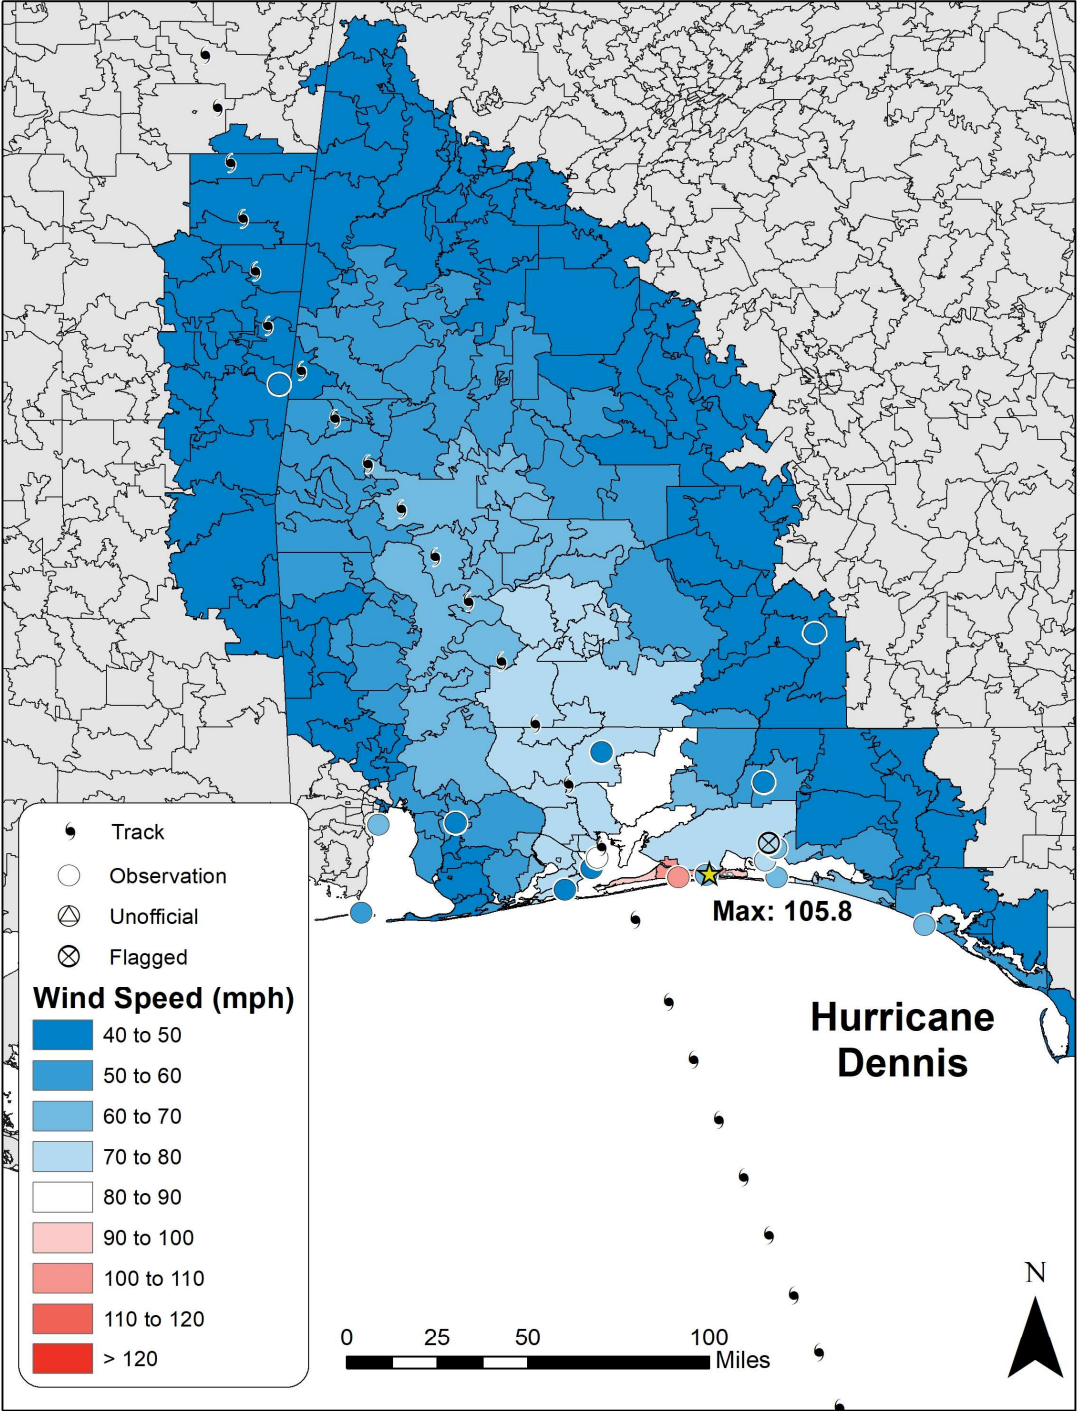 Max: 105.8
Hurricane
Dennis
Track
Observation
Unofficial
Flagged
Wind Speed (mph)
40 to 50
50 to 60
60 to 70
70 to 80
80 to 90
90 to 100
100 to 110
110 to 120
> 120
0 25 50 100
Miles
N